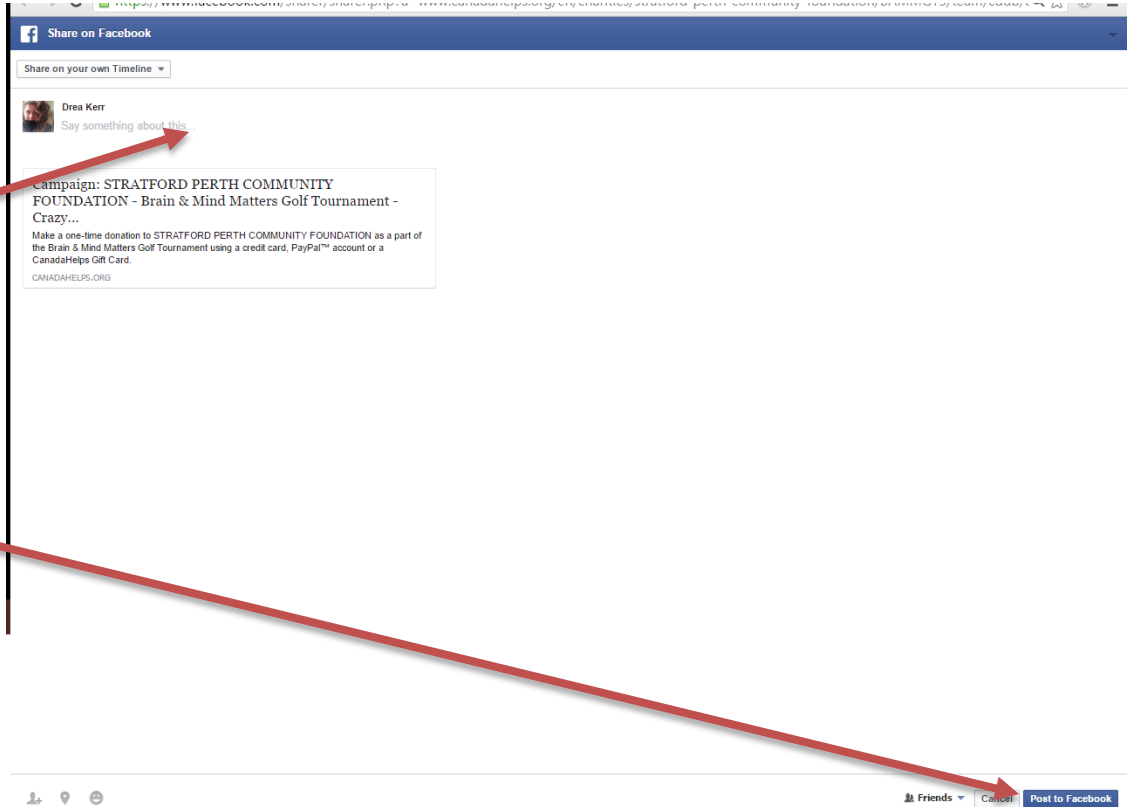 Share on Facebook
Share on your own Timeline
Drea Kerr
Say something about this...
Campaign: STRATFORD PERTH COMMUNITY
FOUNDATION - Brain & Mind Matters Golf Tournament -
Crazy...
Make a one-time donation to STRATFORD PERTH COMMUNITY FOUNDATION as a part of
the Brain & Mind Matters Golf Tournament using a credit card, PayPal™ account or a
CanadaHelps Gift Card.
CANADAHELPS.ORG
Friends
Cancel
Post to Facebook